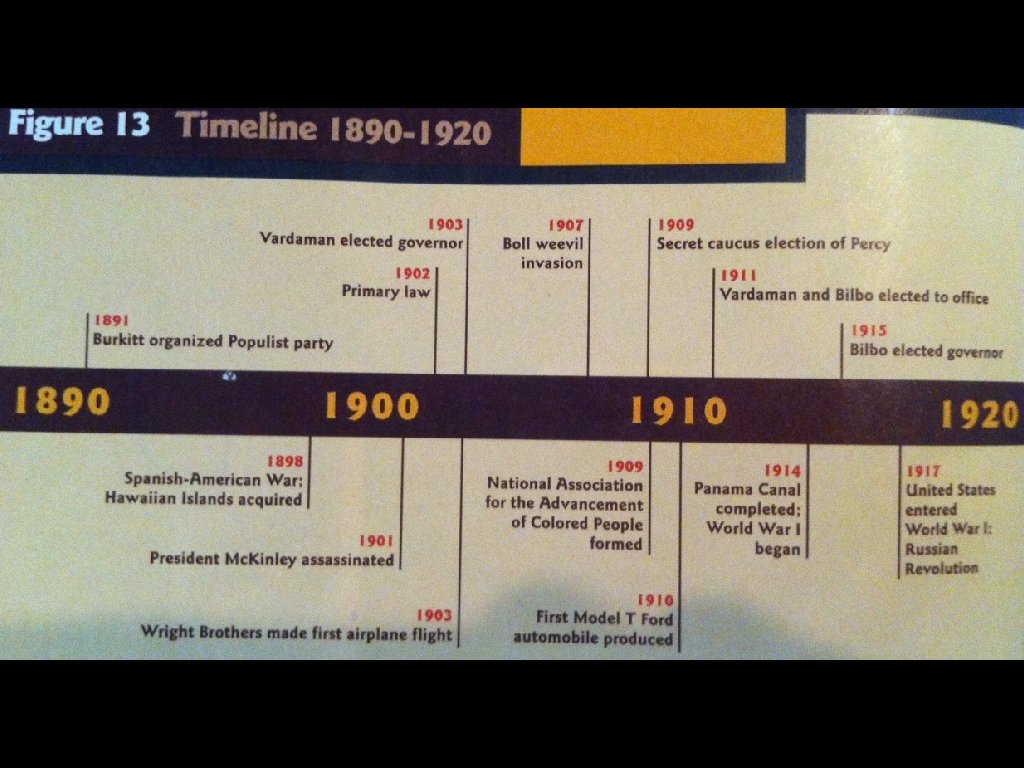 Figure 13 Timeline 1890-1920
1903
Vardaman elected governor
1907
Boll weevil
invasion
1909
Secret caucus election of Percy
1902
Primary law
1911
Vardaman and Bilbo elected to office
1891
Burkitt organized Populist party
1915
Bilbo elected governor
1890 1900 1910 1920
1898
Spanish-American War;
Hawaiian Islands acquired
1901
President McKinley assassinated
1903
Wright Brothers made first airplane flight
1909
National Association
for the Advancement
of Colored People
formed
1910
First Model T Ford
automobile produced
1914
Panama Canal
completed;
World War I
began
1917
United States
entered
World War I;
Russian
Revolution